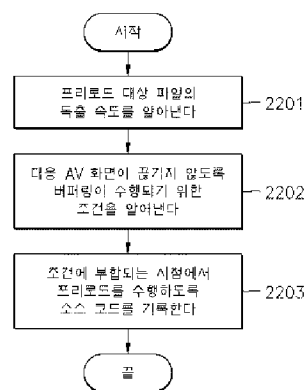 시작
프리로드 대상 파일의
독출 속도를 알아낸다
2201
대응 AV 화면이 끊기지 않도록
버퍼링이 수행되기 위한
조건을 알아낸다
2202
조건에 부합되는 시점에서
프리로드를 수행하도록
소스 코드를 기록한다
2203
끝